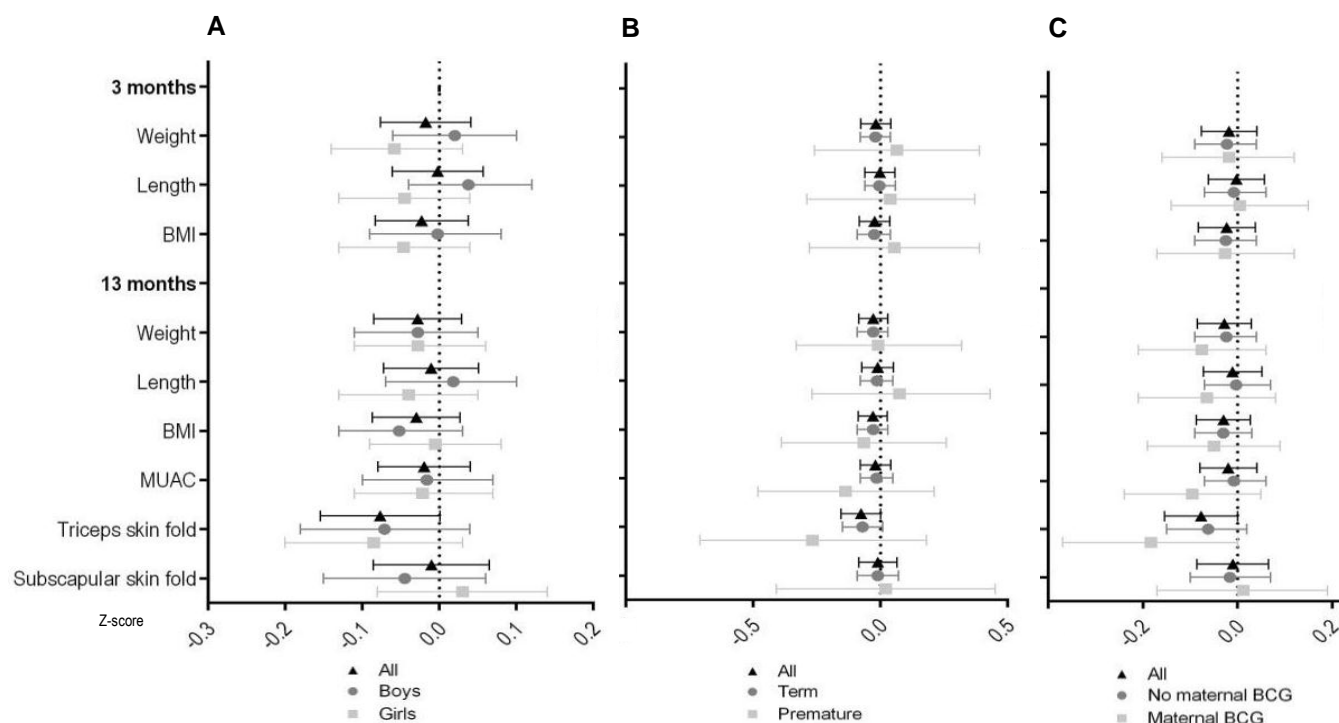 A
B
C
3 months
Weight
Length
BMI
13 months
Weight
Length
BMI
MUAC
Triceps skin fold
Subscapular skin fold
Z-score
-0.3 -0.2 -0.1 0.0 0.1 0.2
-0.5 0.0 0.5
-0.2 0.0 0.2
All
Boys
Girls
All
Term
Premature
All
No maternal BCG
Maternal BCG